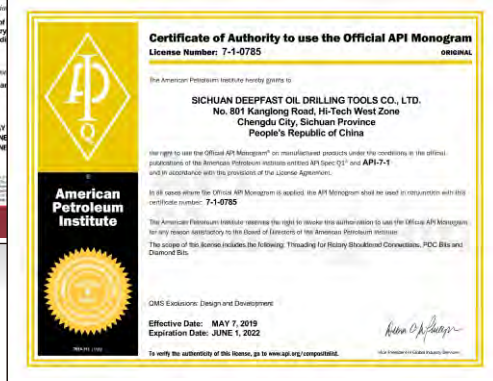 Certificate of Authority to use the Official API Monogram
License Number: 7-1-0785
ORIGINAL
The American Petroleum Institute hereby grants to
SICHUAN DEEPFAST OIL DRILLING TOOLS CO., LTD.
No. 801 Kanglong Road, Hi-Tech West Zone
Chengdu City, Sichuan Province
People's Republic of China
the right to use the Official API Monogram® on manufactured products under the conditions in the official
publications of the American Petroleum Institute entitled API Spec Q1® and API-7-1
and in accordance with the provisions of the License Agreement.
In all cases where the Official API Monogram is applied, the API Monogram shall be used in conjunction with this
certificate number: 7-1-0785
The American Petroleum Institute reserves the right to revoke this authorization to use the Official API Monogram
for any reason satisfactory to the Board of Directors of the American Petroleum Institute.
The scope of this license includes the following: Threading for Rotary Shouldered Connections, PDC Bits and
Diamond Bits
QMS Exclusions: Design and Development
Effective Date: MAY 7, 2019
Expiration Date: JUNE 1, 2022
To verify the authenticity of this license, go to www.api.org/compositelist.
API
Q
®
American
Petroleum
Institute